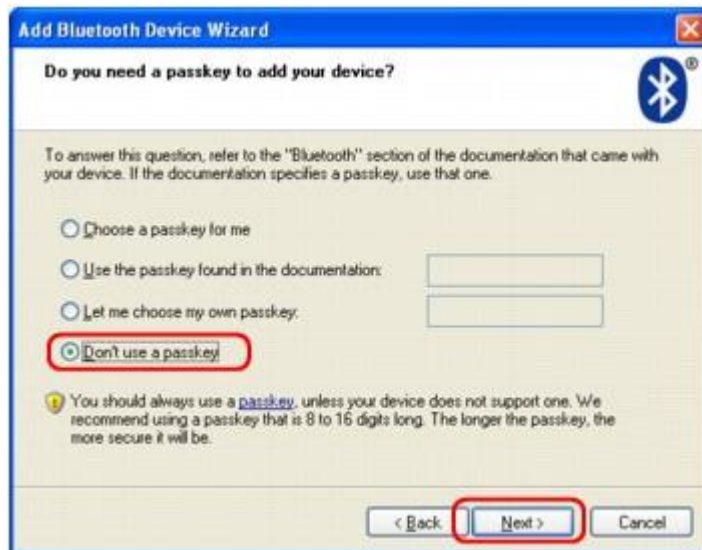 Add Bluetooth Device Wizard
Do you need a passkey to add your device?
®
To answer this question, refer to the "Bluetooth" section of the documentation that came with
your device. If the documentation specifies a passkey, use that one.
Choose a passkey for me
Use the passkey found in the documentation:
Let me choose my own passkey:
Don't use a passkey
You should always use a passkey, unless your device does not support one. We
recommend using a passkey that is 8 to 16 digits long. The longer the passkey, the
more secure it will be.
< Back Next > Cancel